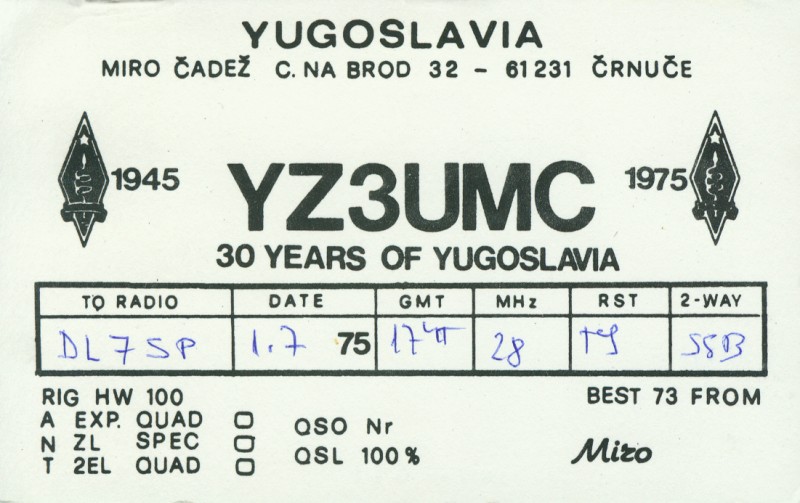 YUGOSLAVIA
MIRO ČADEŽ C. NA BROD 32 - 61231 ČRNUČE
1945 YZ3UMC 1975
30 YEARS OF YUGOSLAVIA
TO RADIO DATE GMT MHz RST 2-WAY
DL7SP 1.7 75 17 28 SSB
RIG HW 100 BEST 73 FROM
A EXP. QUAD
N ZL SPEC
T 2EL QUAD
QSO Nr
QSL 100%
Miro